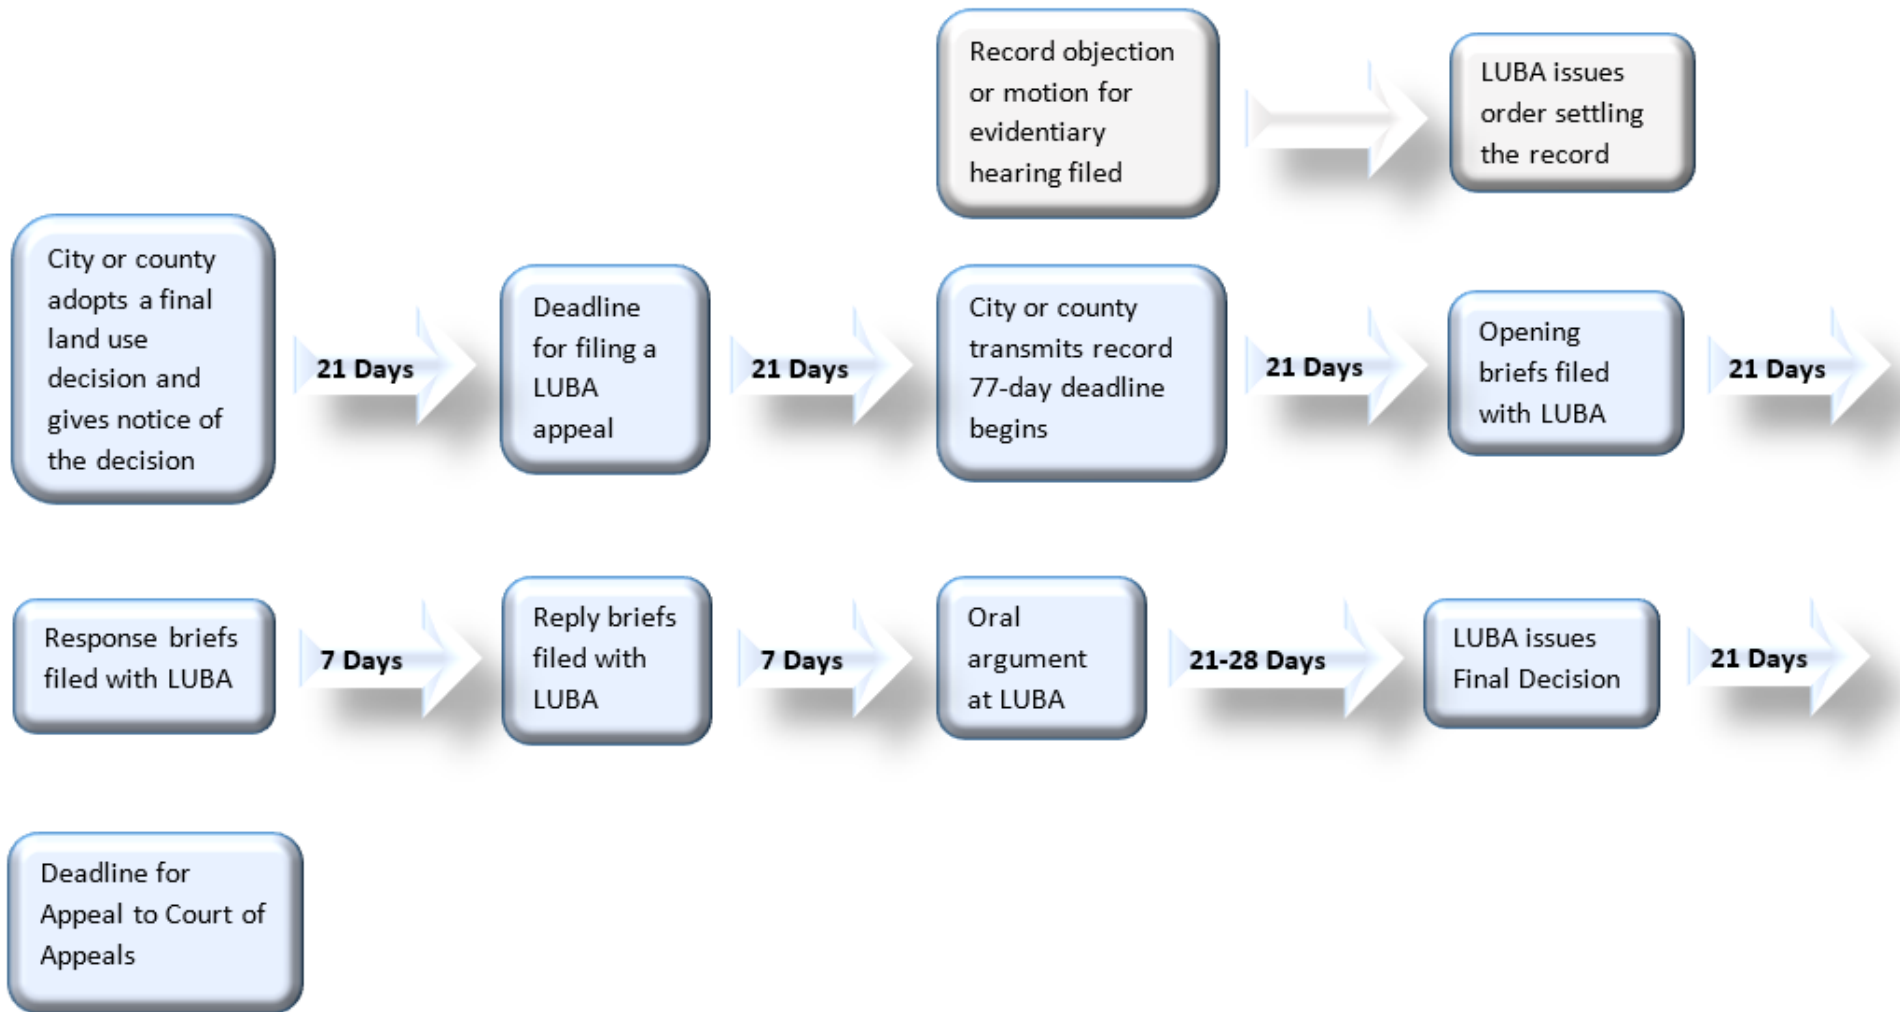 Record objection
or motion for
evidentiary
hearing filed
LUBA issues
order settling
the record
City or county
adopts a final
land use
decision and
gives notice of
the decision
21 Days
Deadline
for filing a
LUBA
appeal
21 Days
City or county
transmits record
77-day deadline
begins
21 Days
Opening
briefs filed
with LUBA
21 Days
Response briefs
filed with LUBA
7 Days
Reply briefs
filed with
LUBA
7 Days
Oral
argument
at LUBA
21-28 Days
LUBA issues
Final Decision
21 Days
Deadline for
Appeal to Court of
Appeals